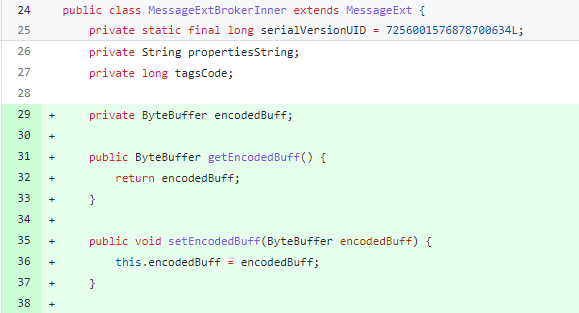 24 public class MessageExtBrokerInner extends MessageExt {
25 private static final long serialVersionUID = 7256001576878700634L;
26 private String propertiesString;
27 private long tagsCode;
28
29 + private ByteBuffer encodedBuff;
30 +
31 + public ByteBuffer getEncodedBuff() {
32 + return encodedBuff;
33 + }
34 +
35 + public void setEncodedBuff(ByteBuffer encodedBuff) {
36 + this.encodedBuff = encodedBuff;
37 + }
38 +